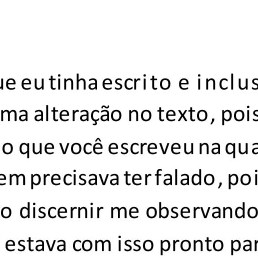 ue eu tinha escrito e inclus
ma alteração no texto, pois
o que você escreveu na qua
em precisava ter falado, poi
o discernir me observando
estava com isso pronto par